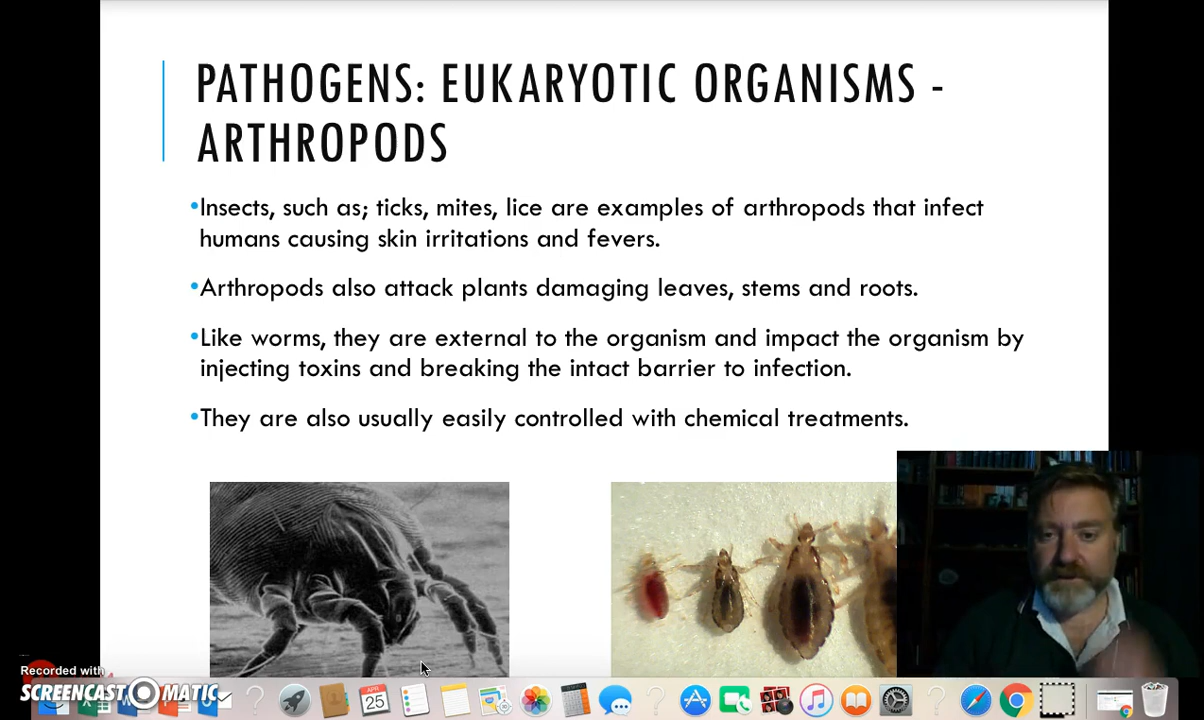 PATHOGENS: EUKARYOTIC ORGANISMS -
ARTHROPODS
•Insects, such as; ticks, mites, lice are examples of arthropods that infect
humans causing skin irritations and fevers.
•Arthropods also attack plants damaging leaves, stems and roots.
•Like worms, they are external to the organism and impact the organism by
injecting toxins and breaking the intact barrier to infection.
•They are also usually easily controlled with chemical treatments.
Recorded with
SCREENCAST-O-MATIC
APR
25